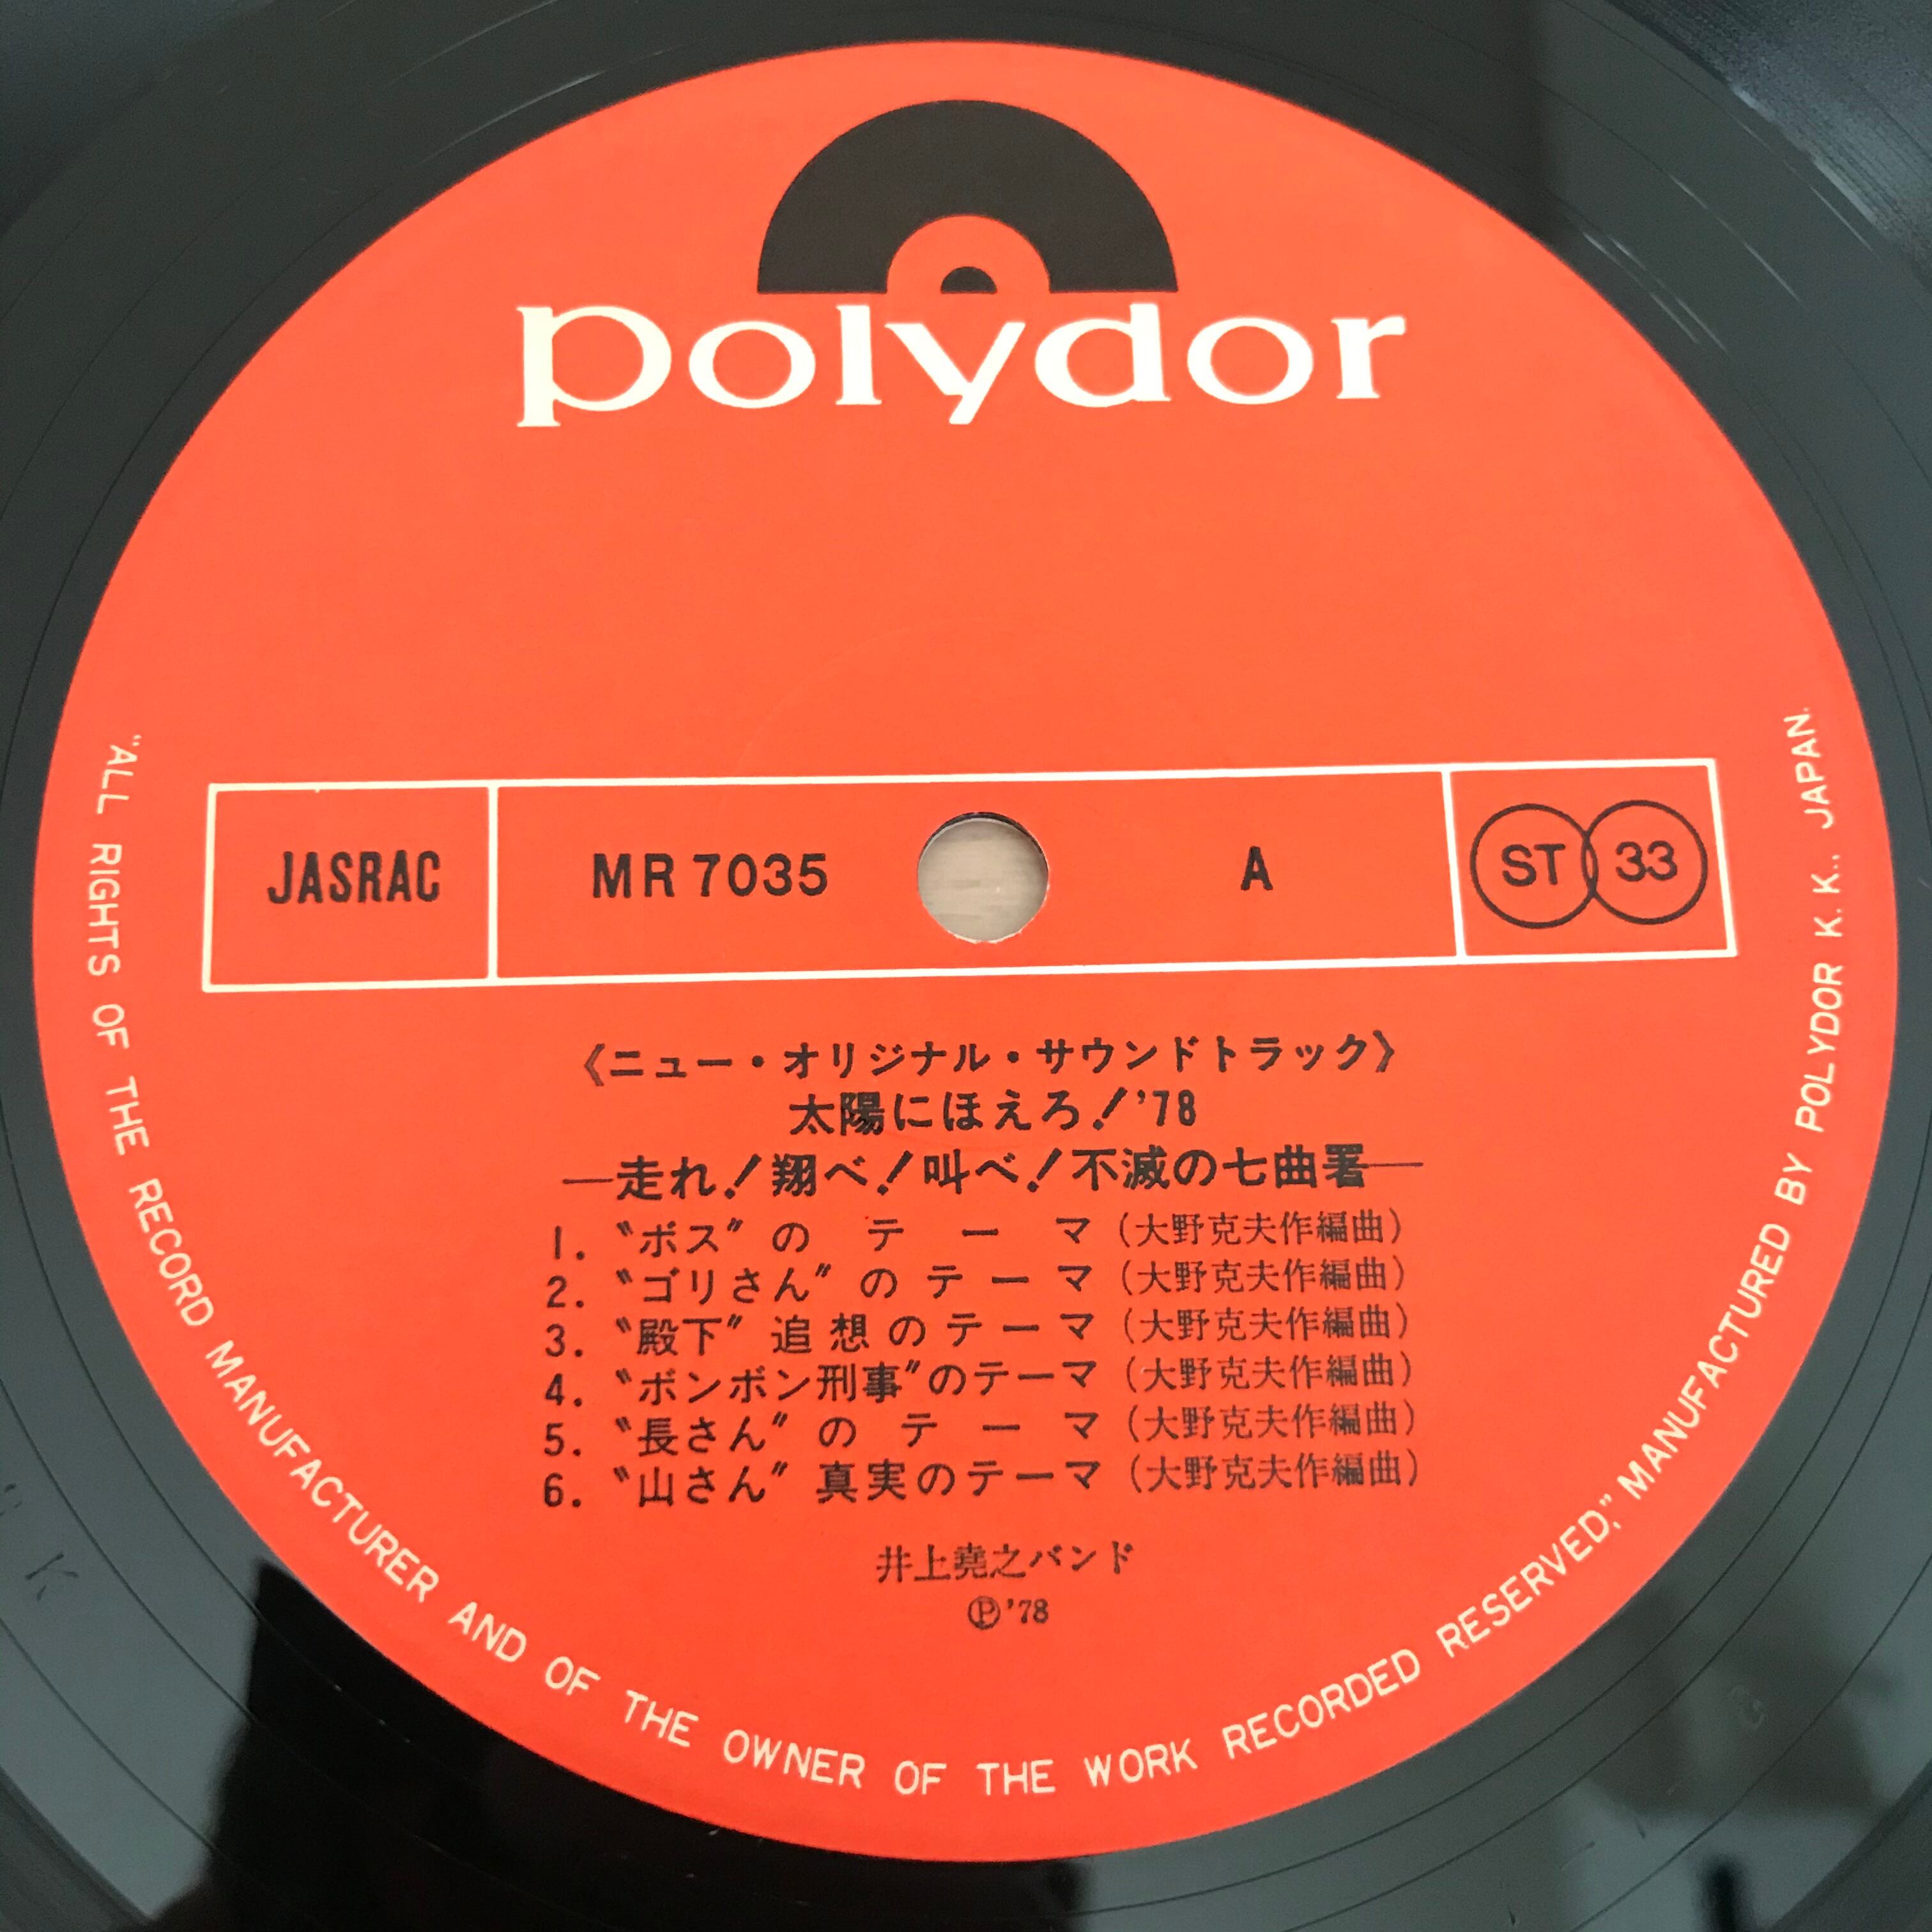 polydor
JASRAC
MR 7035
A
ST 33
《ニュー・オリジナル・サウンドトラック》
太陽にほえろ!'78
—走れ!翔べ!叫べ!不滅の七曲署—
1. 〝ボス〞のテーマ (大野克夫作編曲)
2. 〝ゴリさん〞のテーマ (大野克夫作編曲)
3. 〝殿下〞追想のテーマ (大野克夫作編曲)
4. 〝ボンボン刑事〞のテーマ (大野克夫作編曲)
5. 〝長さん〞のテーマ (大野克夫作編曲)
6. 〝山さん〞真実のテーマ (大野克夫作編曲)
井上堯之バンド
Ⓟ'78
"ALL RIGHTS OF THE RECORD MANUFACTURER AND OF THE OWNER OF THE WORK RECORDED RESERVED," MANUFACTURED BY POLYDOR K.K., JAPAN.